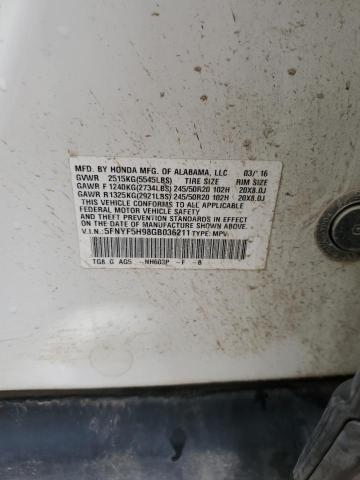 MFD. BY HONDA MFG. OF ALABAMA, LLC 03/'16
GVWR 2515KG(5545LBS) TIRE SIZE RIM SIZE
GAWR F 1240KG(2734LBS) 245/50R20 102H 20X8.0J
GAWR R 1325KG(2921LBS) 245/50R20 102H 20X8.0J
THIS VEHICLE CONFORMS TO ALL APPLICABLE
FEDERAL MOTOR VEHICLE SAFETY, BUMPER, AND
THEFT PREVENTION STANDARDS IN EFFECT ON THE
DATE OF MANUFACTURE SHOWN ABOVE.
V.I.N.: 5FNYF5H98GB036211 TYPE: MPV
TG8 G AG5 -- NH603P --F -- B